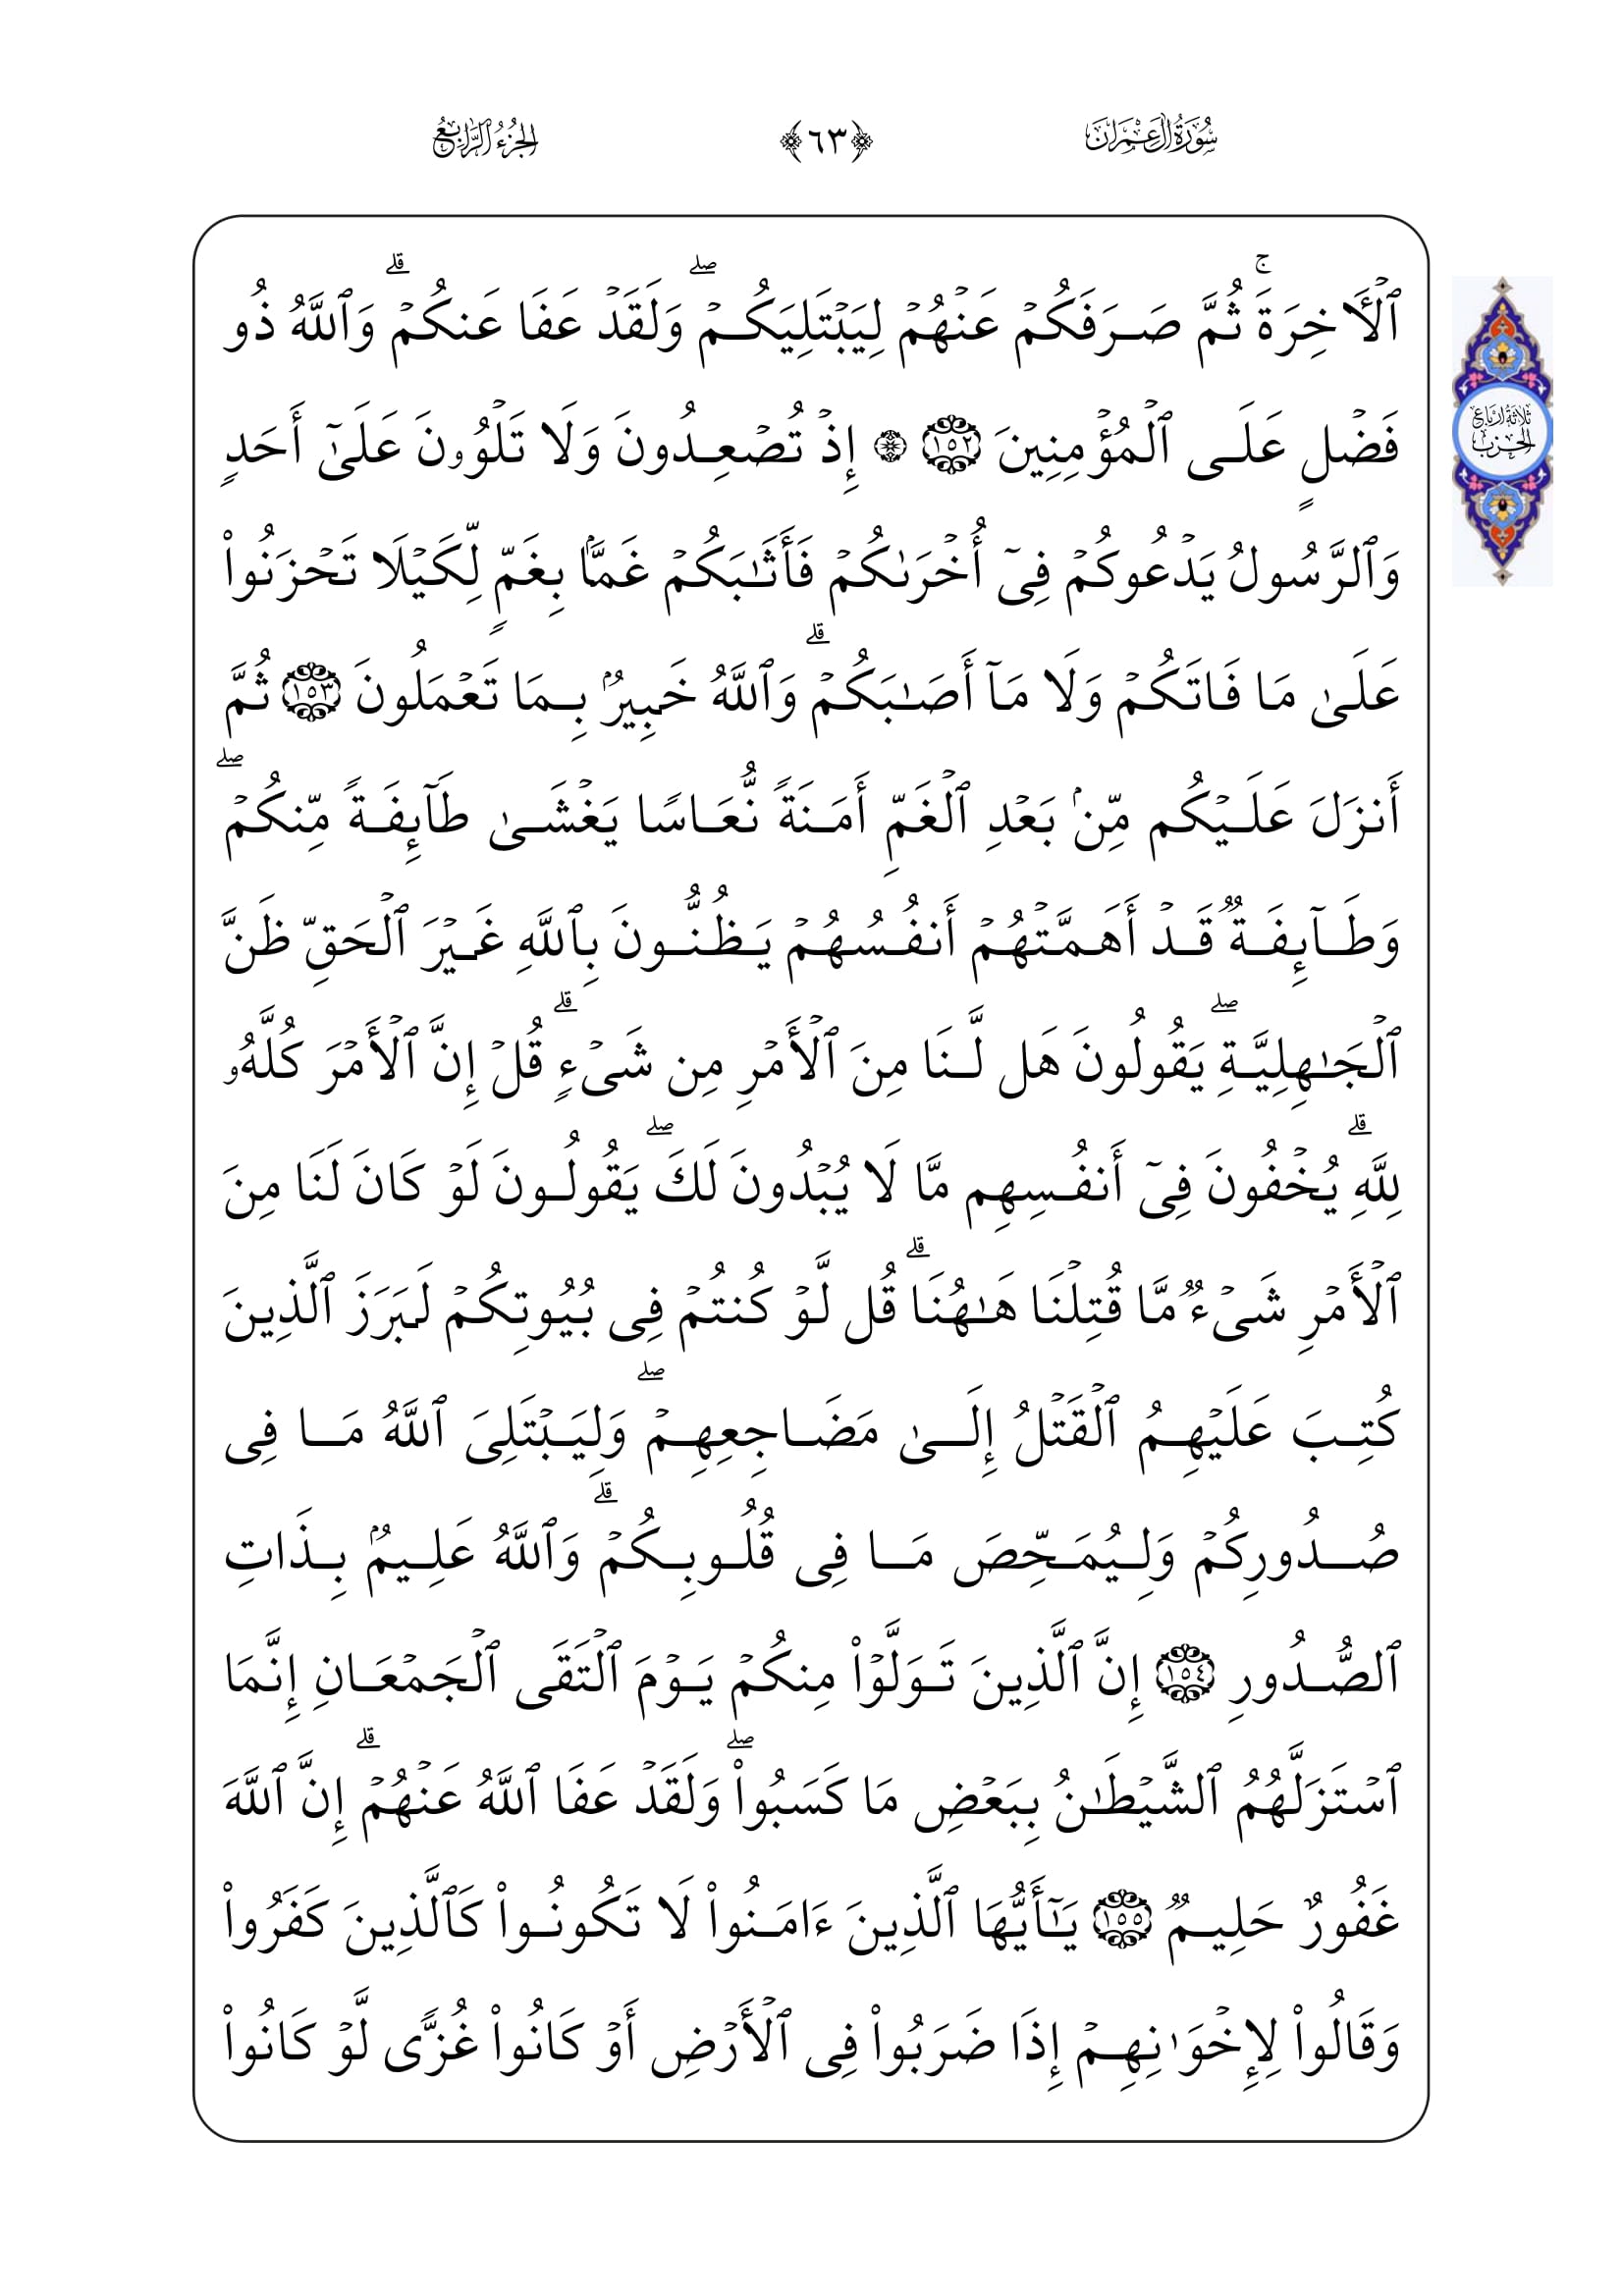 سُورَةُ آلِ عِمْرَانَ ﴿٦٣﴾ الجُزْءُ الرَّابِعُ
ثَلَاثَةُ أَرْبَاعِ
الحِزْب
ٱلْأٓخِرَةَۚ ثُمَّ صَرَفَكُمْ عَنْهُمْ لِيَبْتَلِيَكُمْۖ وَلَقَدْ عَفَا عَنكُمْۗ وَٱللَّهُ ذُو
فَضْلٍ عَلَى ٱلْمُؤْمِنِينَ ١٥٢ ۞ إِذْ تُصْعِدُونَ وَلَا تَلْوُۥنَ عَلَىٰٓ أَحَدٍ
وَٱلرَّسُولُ يَدْعُوكُمْ فِىٓ أُخْرَىٰكُمْ فَأَثَـٰبَكُمْ غَمًّۢا بِغَمٍّ لِّكَيْلَا تَحْزَنُوا۟
عَلَىٰ مَا فَاتَكُمْ وَلَا مَآ أَصَـٰبَكُمْۗ وَٱللَّهُ خَبِيرٌۢ بِمَا تَعْمَلُونَ ١٥٣ ثُمَّ
أَنزَلَ عَلَيْكُم مِّنۢ بَعْدِ ٱلْغَمِّ أَمَنَةً نُّعَاسًا يَغْشَىٰ طَآئِفَةً مِّنكُمْۖ
وَطَآئِفَةٌ قَدْ أَهَمَّتْهُمْ أَنفُسُهُمْ يَظُنُّونَ بِٱللَّهِ غَيْرَ ٱلْحَقِّ ظَنَّ
ٱلْجَـٰهِلِيَّةِۖ يَقُولُونَ هَل لَّنَا مِنَ ٱلْأَمْرِ مِن شَىْءٍۗ قُلْ إِنَّ ٱلْأَمْرَ كُلَّهُۥ
لِلَّهِۗ يُخْفُونَ فِىٓ أَنفُسِهِم مَّا لَا يُبْدُونَ لَكَۖ يَقُولُونَ لَوْ كَانَ لَنَا مِنَ
ٱلْأَمْرِ شَىْءٌ مَّا قُتِلْنَا هَـٰهُنَاۗ قُل لَّوْ كُنتُمْ فِى بُيُوتِكُمْ لَبَرَزَ ٱلَّذِينَ
كُتِبَ عَلَيْهِمُ ٱلْقَتْلُ إِلَىٰ مَضَاجِعِهِمْۖ وَلِيَبْتَلِىَ ٱللَّهُ مَا فِى
صُدُورِكُمْ وَلِيُمَحِّصَ مَا فِى قُلُوبِكُمْۗ وَٱللَّهُ عَلِيمٌۢ بِذَاتِ
ٱلصُّدُورِ ١٥٤ إِنَّ ٱلَّذِينَ تَوَلَّوْا۟ مِنكُمْ يَوْمَ ٱلْتَقَى ٱلْجَمْعَانِ إِنَّمَا
ٱسْتَزَلَّهُمُ ٱلشَّيْطَـٰنُ بِبَعْضِ مَا كَسَبُوا۟ۖ وَلَقَدْ عَفَا ٱللَّهُ عَنْهُمْۗ إِنَّ ٱللَّهَ
غَفُورٌ حَلِيمٌ ١٥٥ يَـٰٓأَيُّهَا ٱلَّذِينَ ءَامَنُوا۟ لَا تَكُونُوا۟ كَٱلَّذِينَ كَفَرُوا۟
وَقَالُوا۟ لِإِخْوَٰنِهِمْ إِذَا ضَرَبُوا۟ فِى ٱلْأَرْضِ أَوْ كَانُوا۟ غُزًّى لَّوْ كَانُوا۟